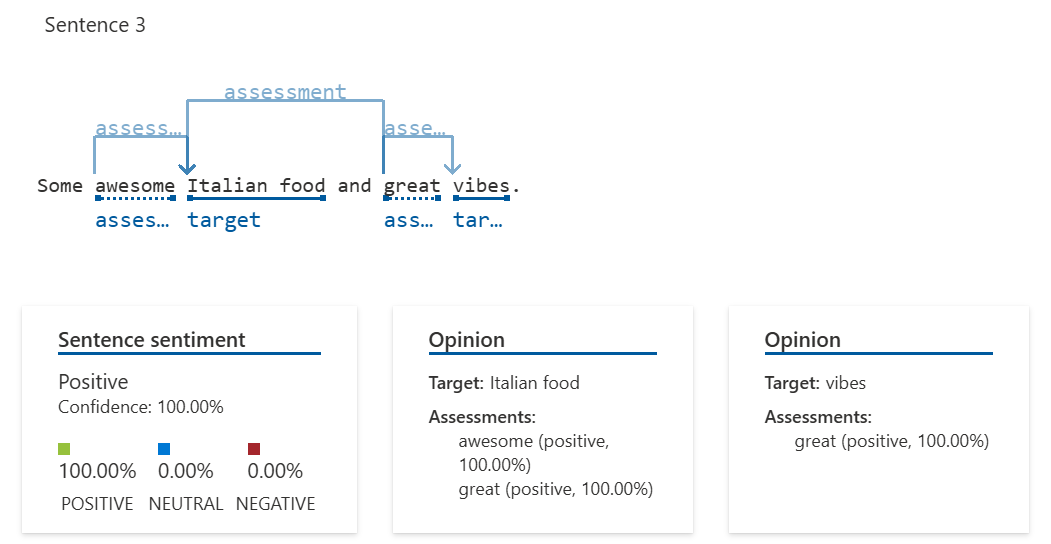 Sentence 3
assessment
assess… asse…
Some awesome Italian food and great vibes.
asses… target ass… tar…
Sentence sentiment
Positive
Confidence: 100.00%
100.00% 0.00% 0.00%
POSITIVE NEUTRAL NEGATIVE
Opinion
Target: Italian food
Assessments:
awesome (positive,
100.00%)
great (positive, 100.00%)
Opinion
Target: vibes
Assessments:
great (positive, 100.00%)